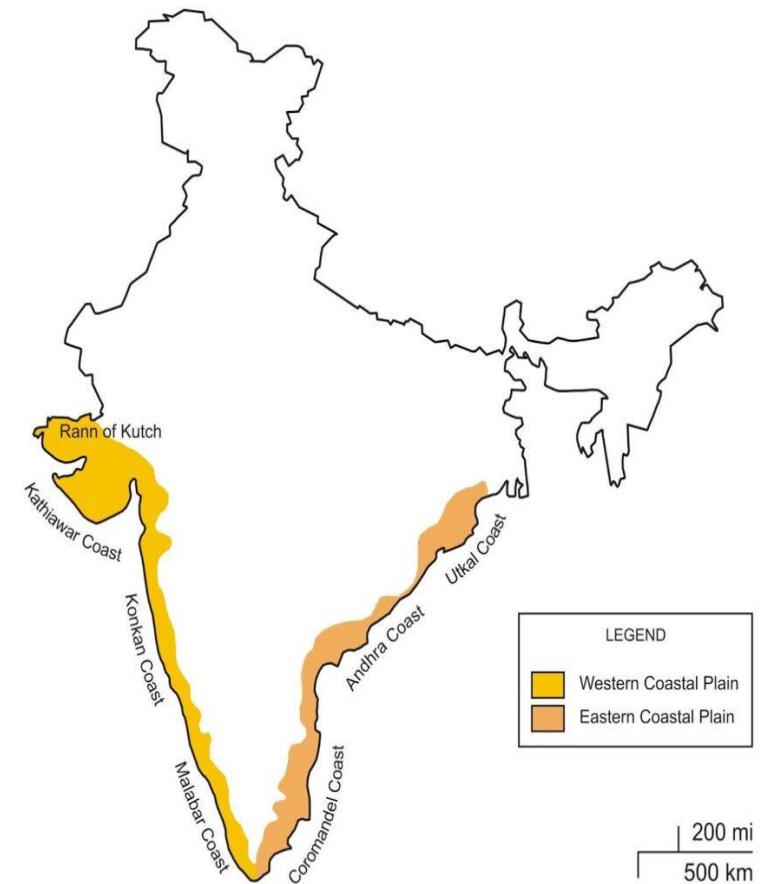 Rann of Kutch
Kathiawar Coast
Utkal Coast
Konkan Coast
Andhra Coast
LEGEND
Western Coastal Plain
Eastern Coastal Plain
Malabar Coast
Coromandel Coast
200 mi
500 km